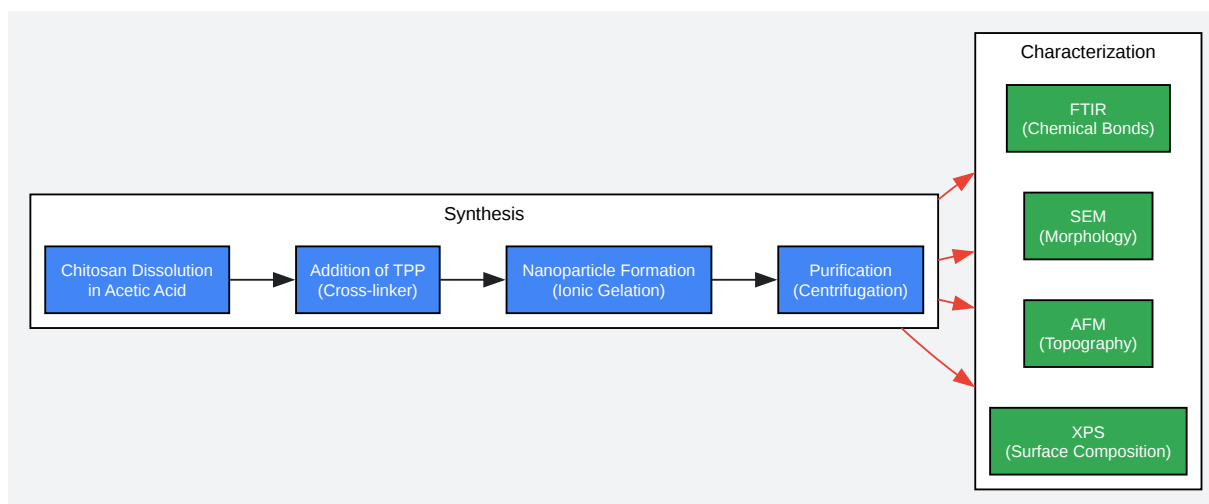 Synthesis
Chitosan Dissolution
in Acetic Acid
Addition of TPP
(Cross-linker)
Nanoparticle Formation
(Ionic Gelation)
Purification
(Centrifugation)
Characterization
FTIR
(Chemical Bonds)
SEM
(Morphology)
AFM
(Topography)
XPS
(Surface Composition)